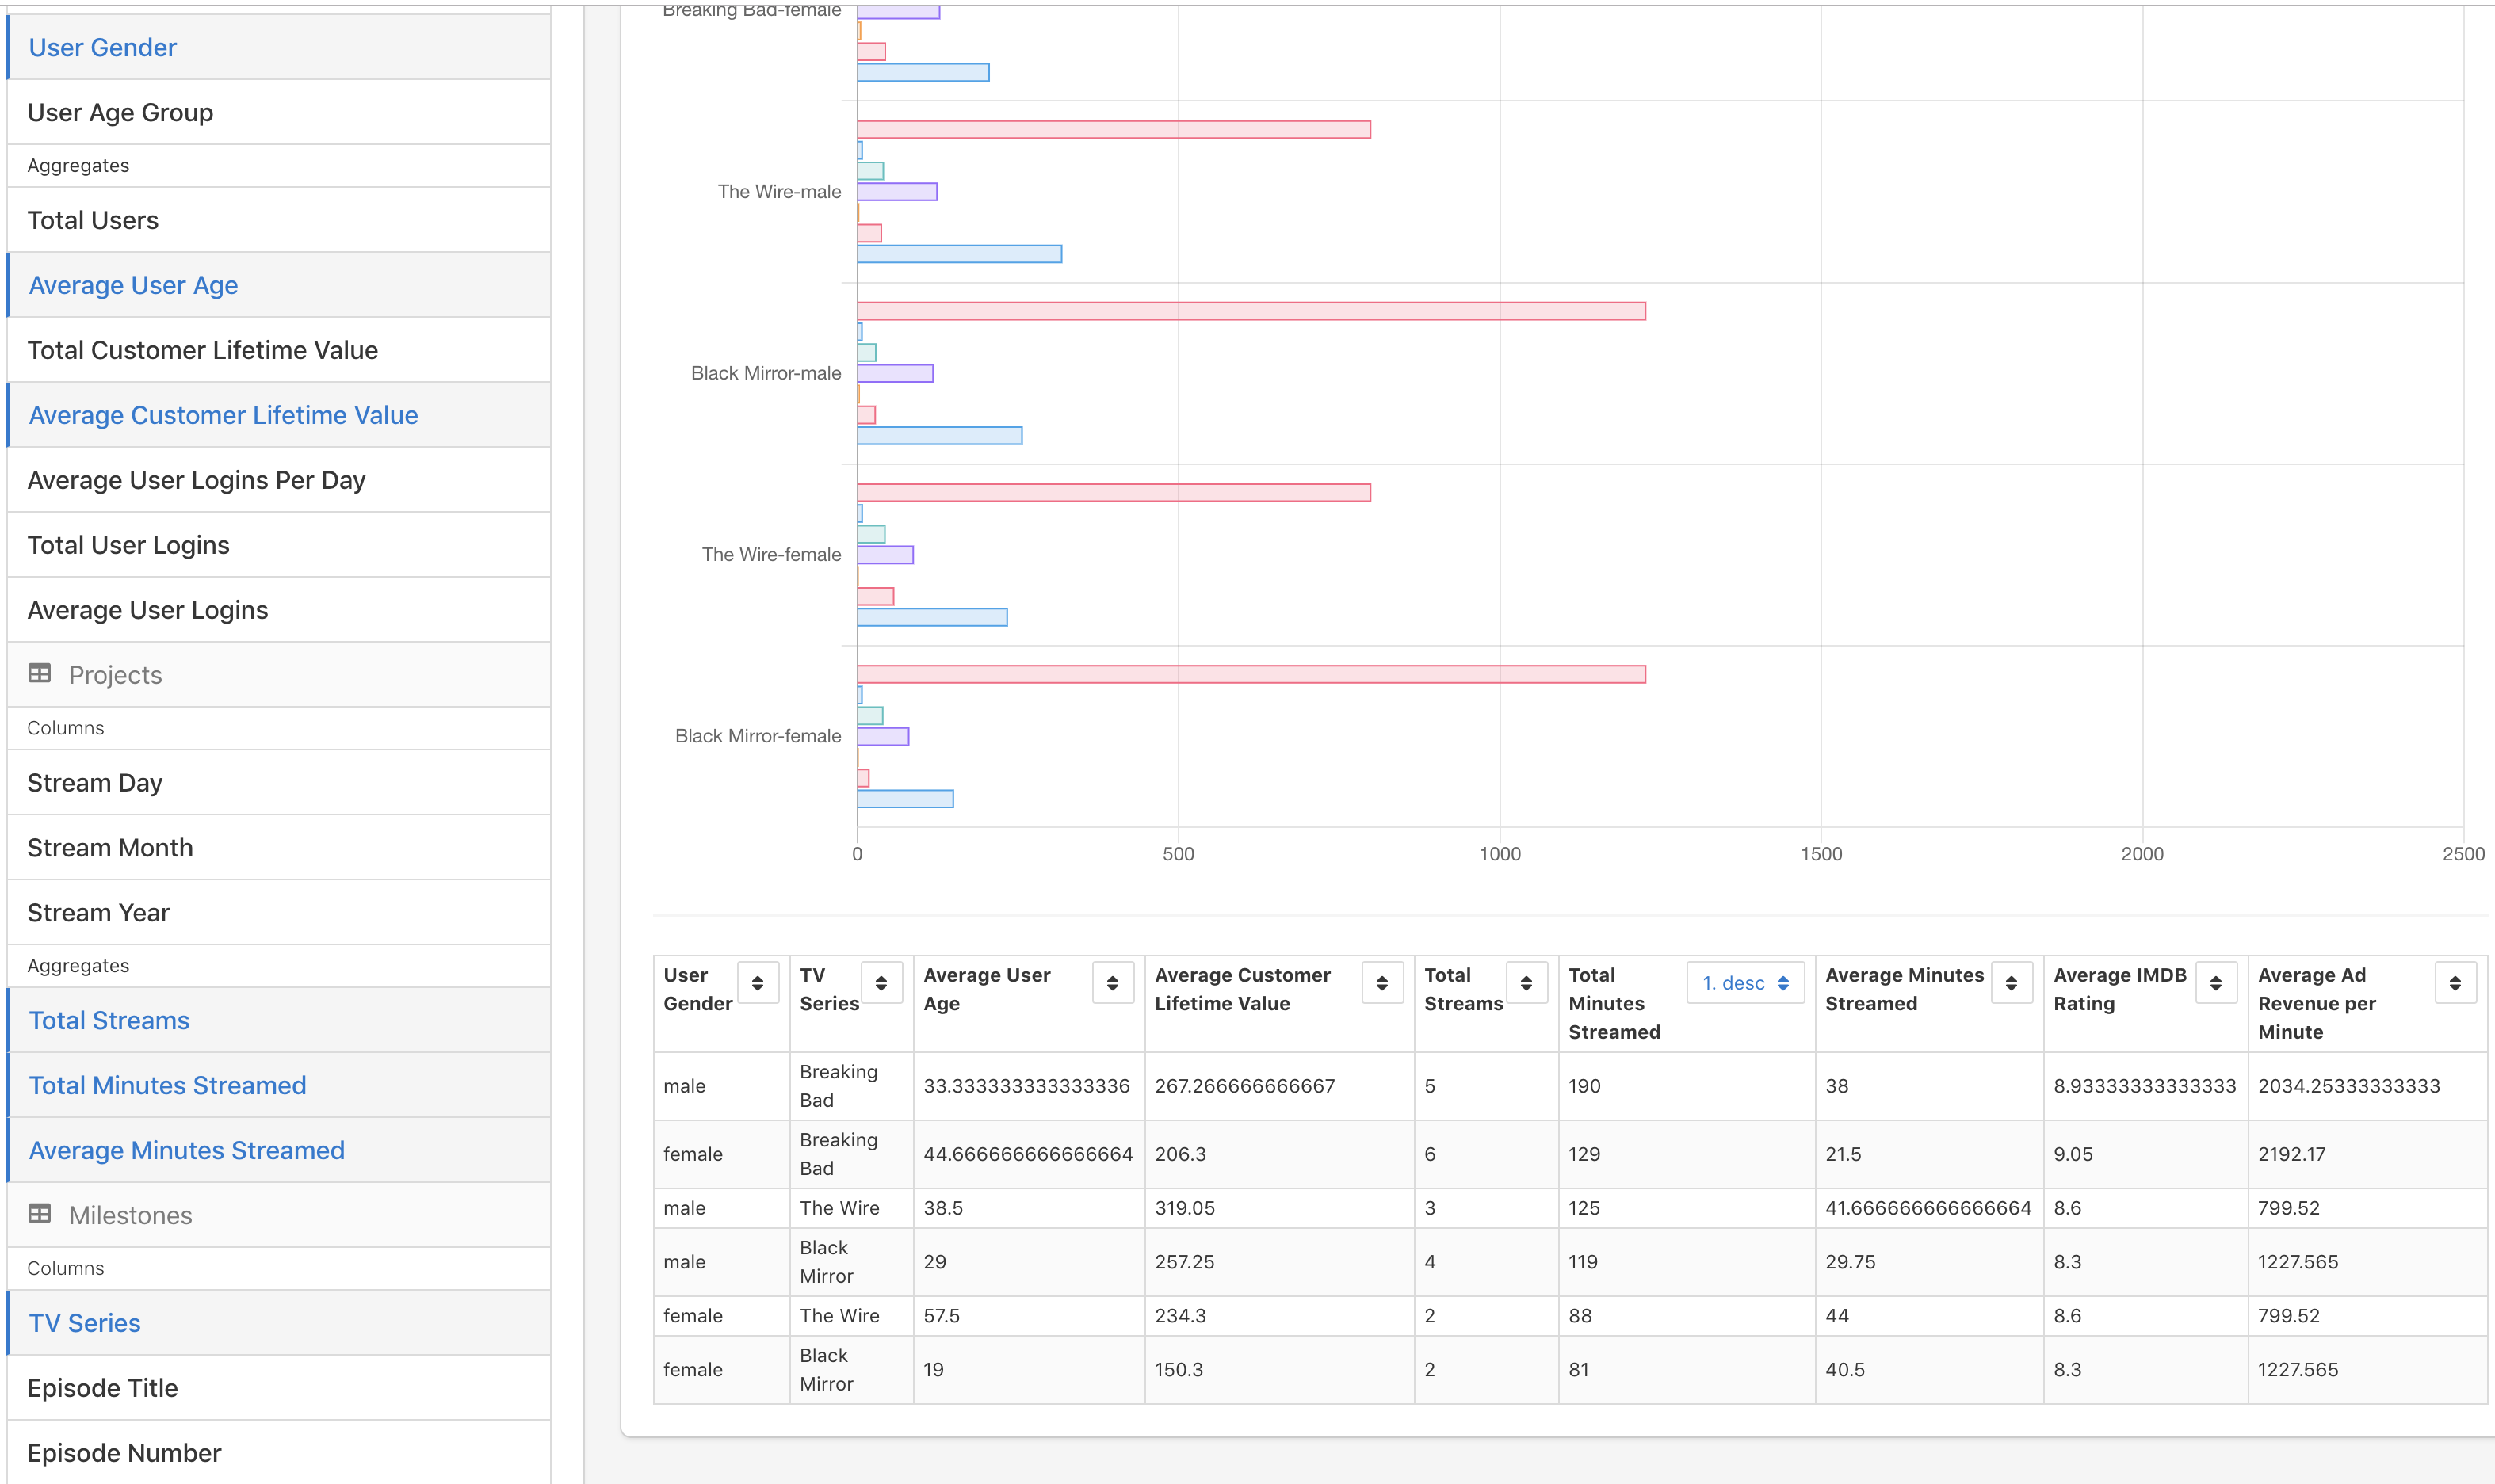 User Gender
User Age Group
Aggregates
Total Users
Average User Age
Total Customer Lifetime Value
Average Customer Lifetime Value
Average User Logins Per Day
Total User Logins
Average User Logins
Projects
Columns
Stream Day
Stream Month
Stream Year
Aggregates
Total Streams
Total Minutes Streamed
Average Minutes Streamed
Milestones
Columns
TV Series
Episode Title
Episode Number
Breaking Bad-female
The Wire-male
Black Mirror-male
The Wire-female
Black Mirror-female
0 500 1000 1500 2000 2500
User Gender TV Series Average User Age Average Customer Lifetime Value Total Streams Total Minutes Streamed 1. desc Average Minutes Streamed Average IMDB Rating Average Ad Revenue per Minute
male Breaking Bad 33.333333333333336 267.266666666667 5 190 38 8.93333333333333 2034.25333333333
female Breaking Bad 44.666666666666664 206.3 6 129 21.5 9.05 2192.17
male The Wire 38.5 319.05 3 125 41.666666666666664 8.6 799.52
male Black Mirror 29 257.25 4 119 29.75 8.3 1227.565
female The Wire 57.5 234.3 2 88 44 8.6 799.52
female Black Mirror 19 150.3 2 81 40.5 8.3 1227.565